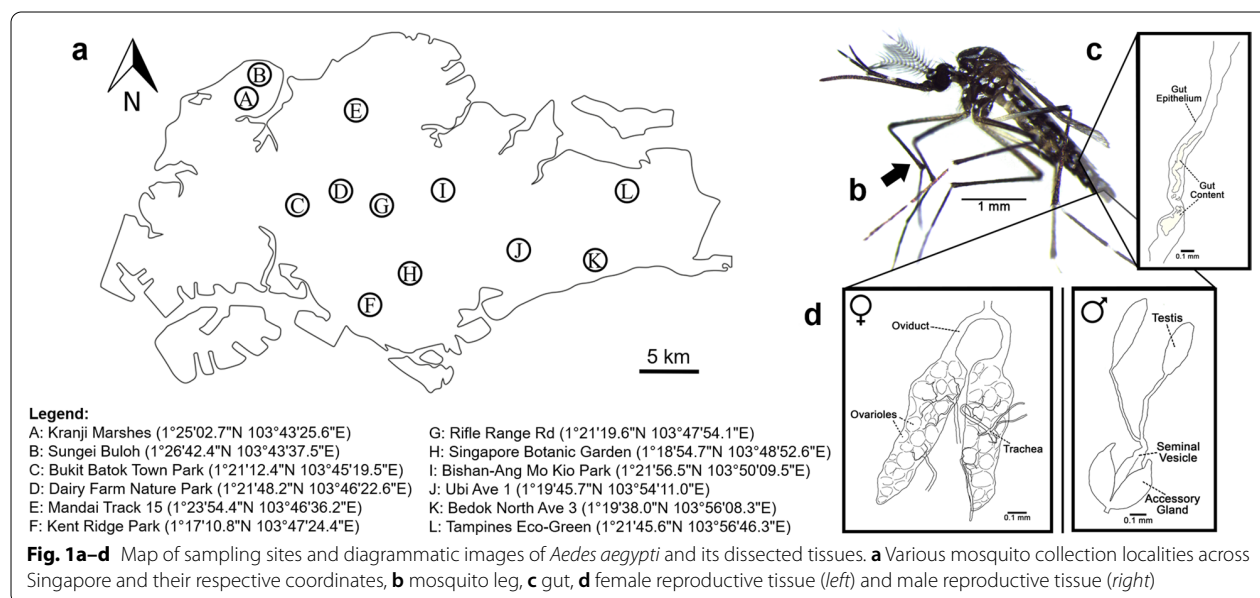 a
N
B
A
E
C
D
G
I
L
J
K
H
F
5 km
b
1 mm
c
Gut
Epithelium
Gut
Content
0.1 mm
d
♀
Oviduct
Ovarioles
Trachea
0.1 mm
♂
Testis
Seminal
Vesicle
Accessory
Gland
0.1 mm
Legend:
A: Kranji Marshes (1°25'02.7"N 103°43'25.6"E)
B: Sungei Buloh (1°26'42.4"N 103°43'37.5"E)
C: Bukit Batok Town Park (1°21'12.4"N 103°45'19.5"E)
D: Dairy Farm Nature Park (1°21'48.2"N 103°46'22.6"E)
E: Mandai Track 15 (1°23'54.4"N 103°46'36.2"E)
F: Kent Ridge Park (1°17'10.8"N 103°47'24.4"E)
G: Rifle Range Rd (1°21'19.6"N 103°47'54.1"E)
H: Singapore Botanic Garden (1°18'54.7"N 103°48'52.6"E)
I: Bishan-Ang Mo Kio Park (1°21'56.5"N 103°50'09.5"E)
J: Ubi Ave 1 (1°19'45.7"N 103°54'11.0"E)
K: Bedok North Ave 3 (1°19'38.0"N 103°56'08.3"E)
L: Tampines Eco-Green (1°21'45.6"N 103°56'46.3"E)
Fig. 1a–d Map of sampling sites and diagrammatic images of Aedes aegypti and its dissected tissues. a Various mosquito collection localities across
Singapore and their respective coordinates, b mosquito leg, c gut, d female reproductive tissue (left) and male reproductive tissue (right)